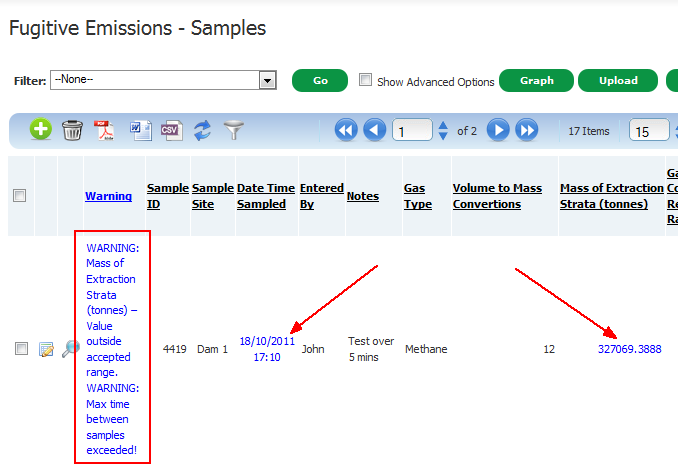 Fugitive Emissions - Samples
Filter: --None-- Go Show Advanced Options Graph Upload
CSV 1 of 2 17 Items 15
Warning Sample ID Sample Site Date Time Sampled Entered By Notes Gas Type Volume to Mass Convertions Mass of Extraction Strata (tonnes) Ga Co Re Ra
WARNING:
Mass of
Extraction
Strata
(tonnes) –
Value
outside
accepted
range.
WARNING:
Max time
between
samples
exceeded!
4419 Dam 1 18/10/2011 17:10 John Test over 5 mins Methane 12 327069.3888